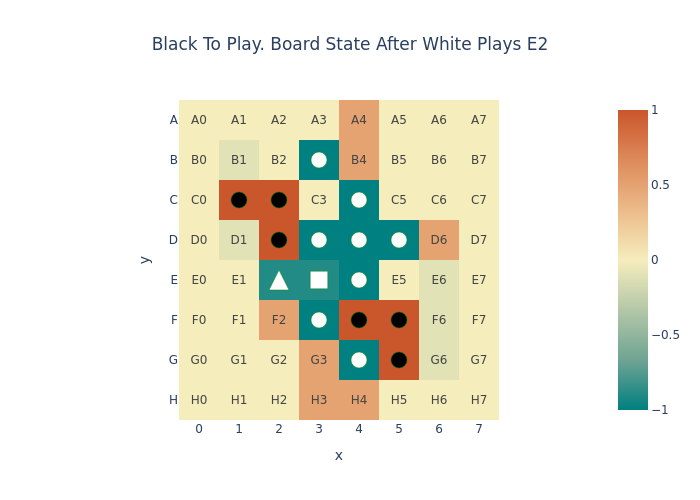 Black To Play. Board State After White Plays E2
A A0 A1 A2 A3 A4 A5 A6 A7
B B0 B1 B2 B4 B5 B6 B7
C C0 C3 C5 C6 C7
D D0 D1 D6 D7
E E0 E1 E5 E6 E7
F F0 F1 F2 F6 F7
G G0 G1 G2 G3 G6 G7
H H0 H1 H2 H3 H4 H5 H6 H7
0 1 2 3 4 5 6 7
x
y
1
0.5
0
−0.5
−1